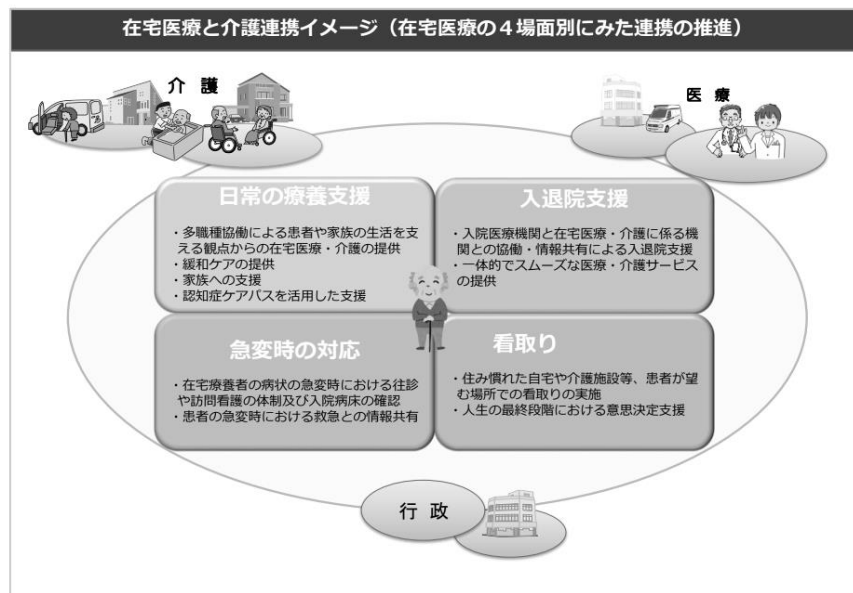 在宅医療と介護連携イメージ（在宅医療の４場面別にみた連携の推進）
介 護
医 療
日常の療養支援
・多職種協働による患者や家族の生活を支
える観点からの在宅医療・介護の提供
・緩和ケアの提供
・家族への支援
・認知症ケアパスを活用した支援
入退院支援
・入院医療機関と在宅医療・介護に係る機
関との協働・情報共有による入退院支援
・一体的でスムーズな医療・介護サービス
の提供
急変時の対応
・在宅療養者の病状の急変時における往診
や訪問看護の体制及び入院病床の確認
・患者の急変時における救急との情報共有
看取り
・住み慣れた自宅や介護施設等、患者が望
む場所での看取りの実施
・人生の最終段階における意思決定支援
行 政